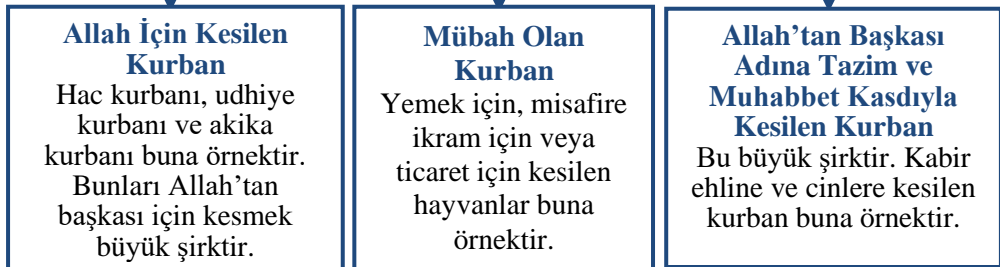 Allah İçin Kesilen
Kurban
Hac kurbanı, udhiye
kurbanı ve akika
kurbanı buna örnektir.
Bunları Allah’tan
başkası için kesmek
büyük şirktir.
Mübah Olan
Kurban
Yemek için, misafire
ikram için veya
ticaret için kesilen
hayvanlar buna
örnektir.
Allah’tan Başkası
Adına Tazim ve
Muhabbet Kasdıyla
Kesilen Kurban
Bu büyük şirktir. Kabir
ehline ve cinlere kesilen
kurban buna örnektir.